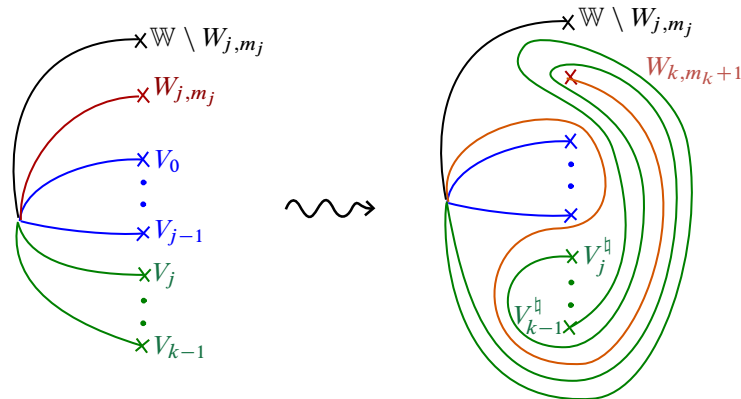 𝕎 \ W_{j,m_j}
W_{j,m_j}
V_0
V_{j−1}
V_j
V_{k−1}
𝕎 \ W_{j,m_j}
W_{k,m_k+1}
V_j^♮
V_{k−1}^♮